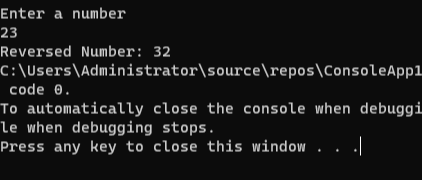 Enter a number
23
Reversed Number: 32
C:\Users\Administrator\source\repos\ConsoleApp1
 code 0.
To automatically close the console when debuggi
le when debugging stops.
Press any key to close this window . . .